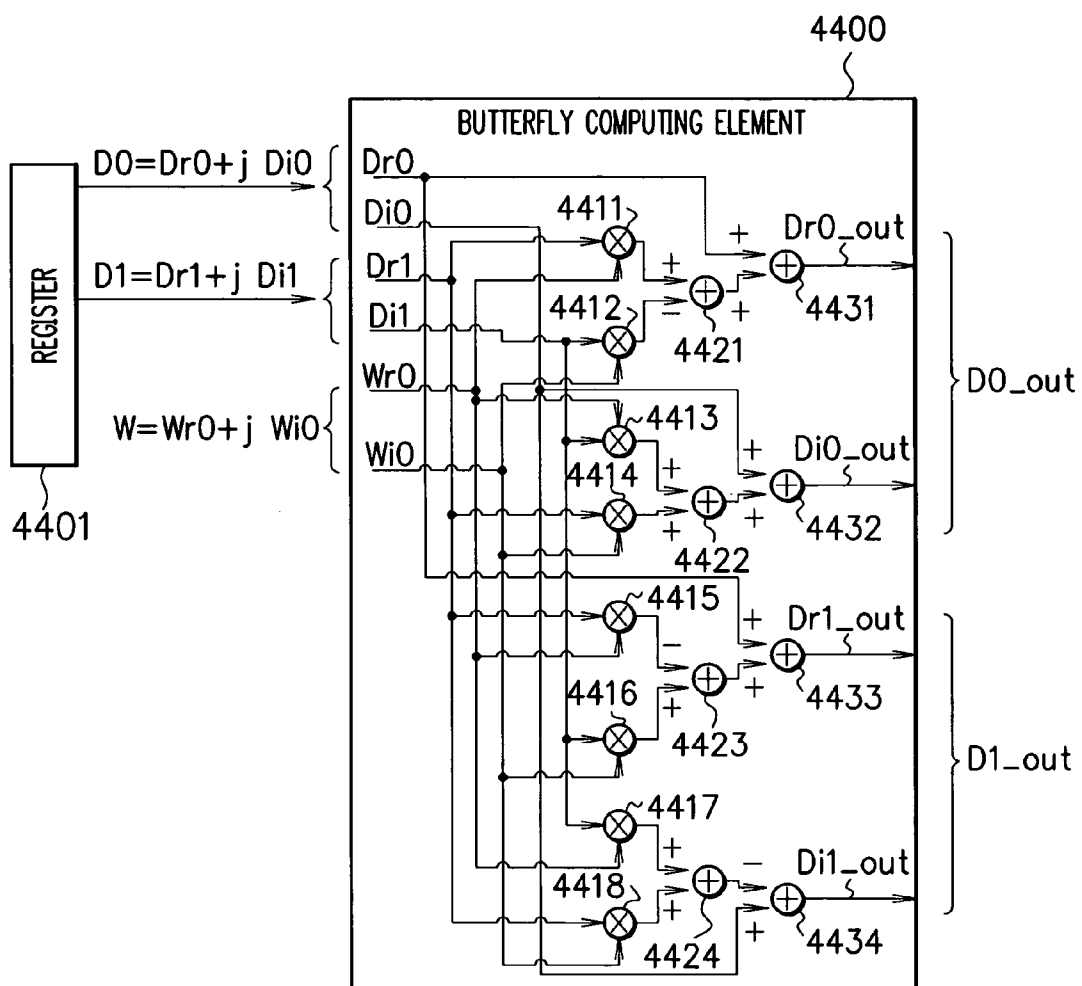 4400
BUTTERFLY COMPUTING ELEMENT
D0=Dr0+j Di0
D1=Dr1+j Di1
W=Wr0+j Wi0
REGISTER
4401
Dr0
Di0
Dr1
Di1
Wr0
Wi0
4411
4412
4413
4414
4415
4416
4417
4418
+
−
4421
+
+
4422
−
+
4423
+
+
4424
+
+
4431
+
+
4432
+
+
4433
−
+
4434
Dr0_out
Di0_out
Dr1_out
Di1_out
D0_out
D1_out